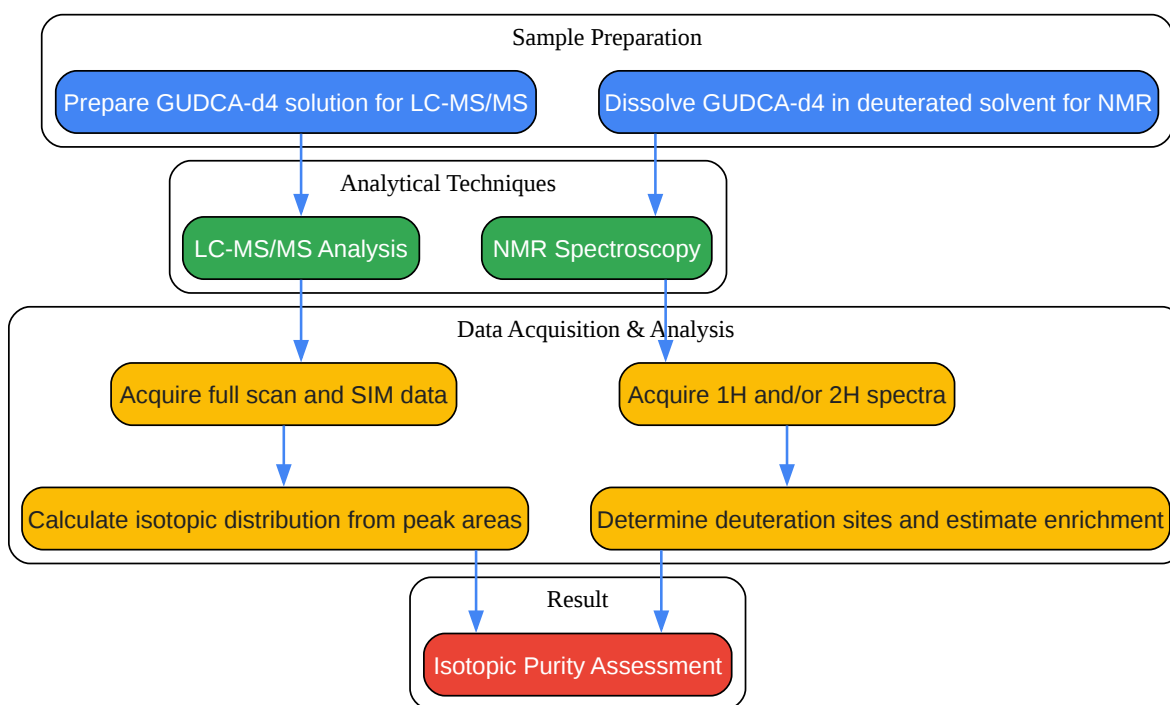 Sample Preparation
Prepare GUDCA-d4 solution for LC-MS/MS
Dissolve GUDCA-d4 in deuterated solvent for NMR
Analytical Techniques
LC-MS/MS Analysis
NMR Spectroscopy
Data Acquisition & Analysis
Acquire full scan and SIM data
Acquire 1H and/or 2H spectra
Calculate isotopic distribution from peak areas
Determine deuteration sites and estimate enrichment
Result
Isotopic Purity Assessment